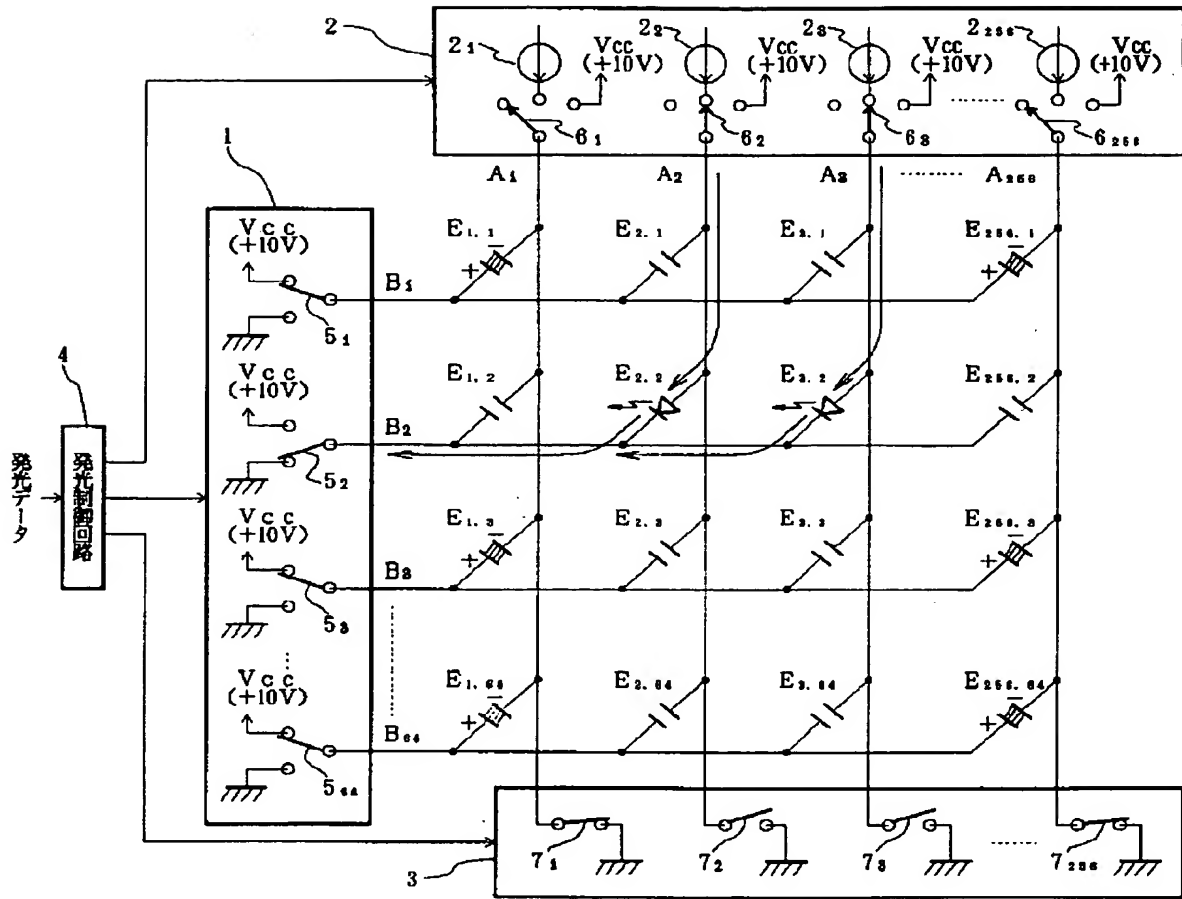 2
2₁
2₂
2₃
2₂₅₆
Vcc
(+10V)
Vcc
(+10V)
Vcc
(+10V)
Vcc
(+10V)
6₁
6₂
6₃
6₂₅₆
1
A₁
A₂
A₃
A₂₅₆
Vcc
(+10V)
B₁
5₁
E₁.₁
E₂.₁
E₃.₁
E₂₅₆.₁
+
−
+
−
4
Vcc
(+10V)
B₂
5₂
E₁.₂
E₂.₂
E₃.₂
E₂₅₆.₂
発光データ
発光制御回路
Vcc
(+10V)
B₃
5₃
E₁.₃
E₂.₃
E₃.₃
E₂₅₆.₃
+
−
+
−
Vcc
(+10V)
B₆₄
5₆₄
E₁.₆₄
E₂.₆₄
E₃.₆₄
E₂₅₆.₆₄
+
−
+
−
3
7₁
7₂
7₃
7₂₅₆